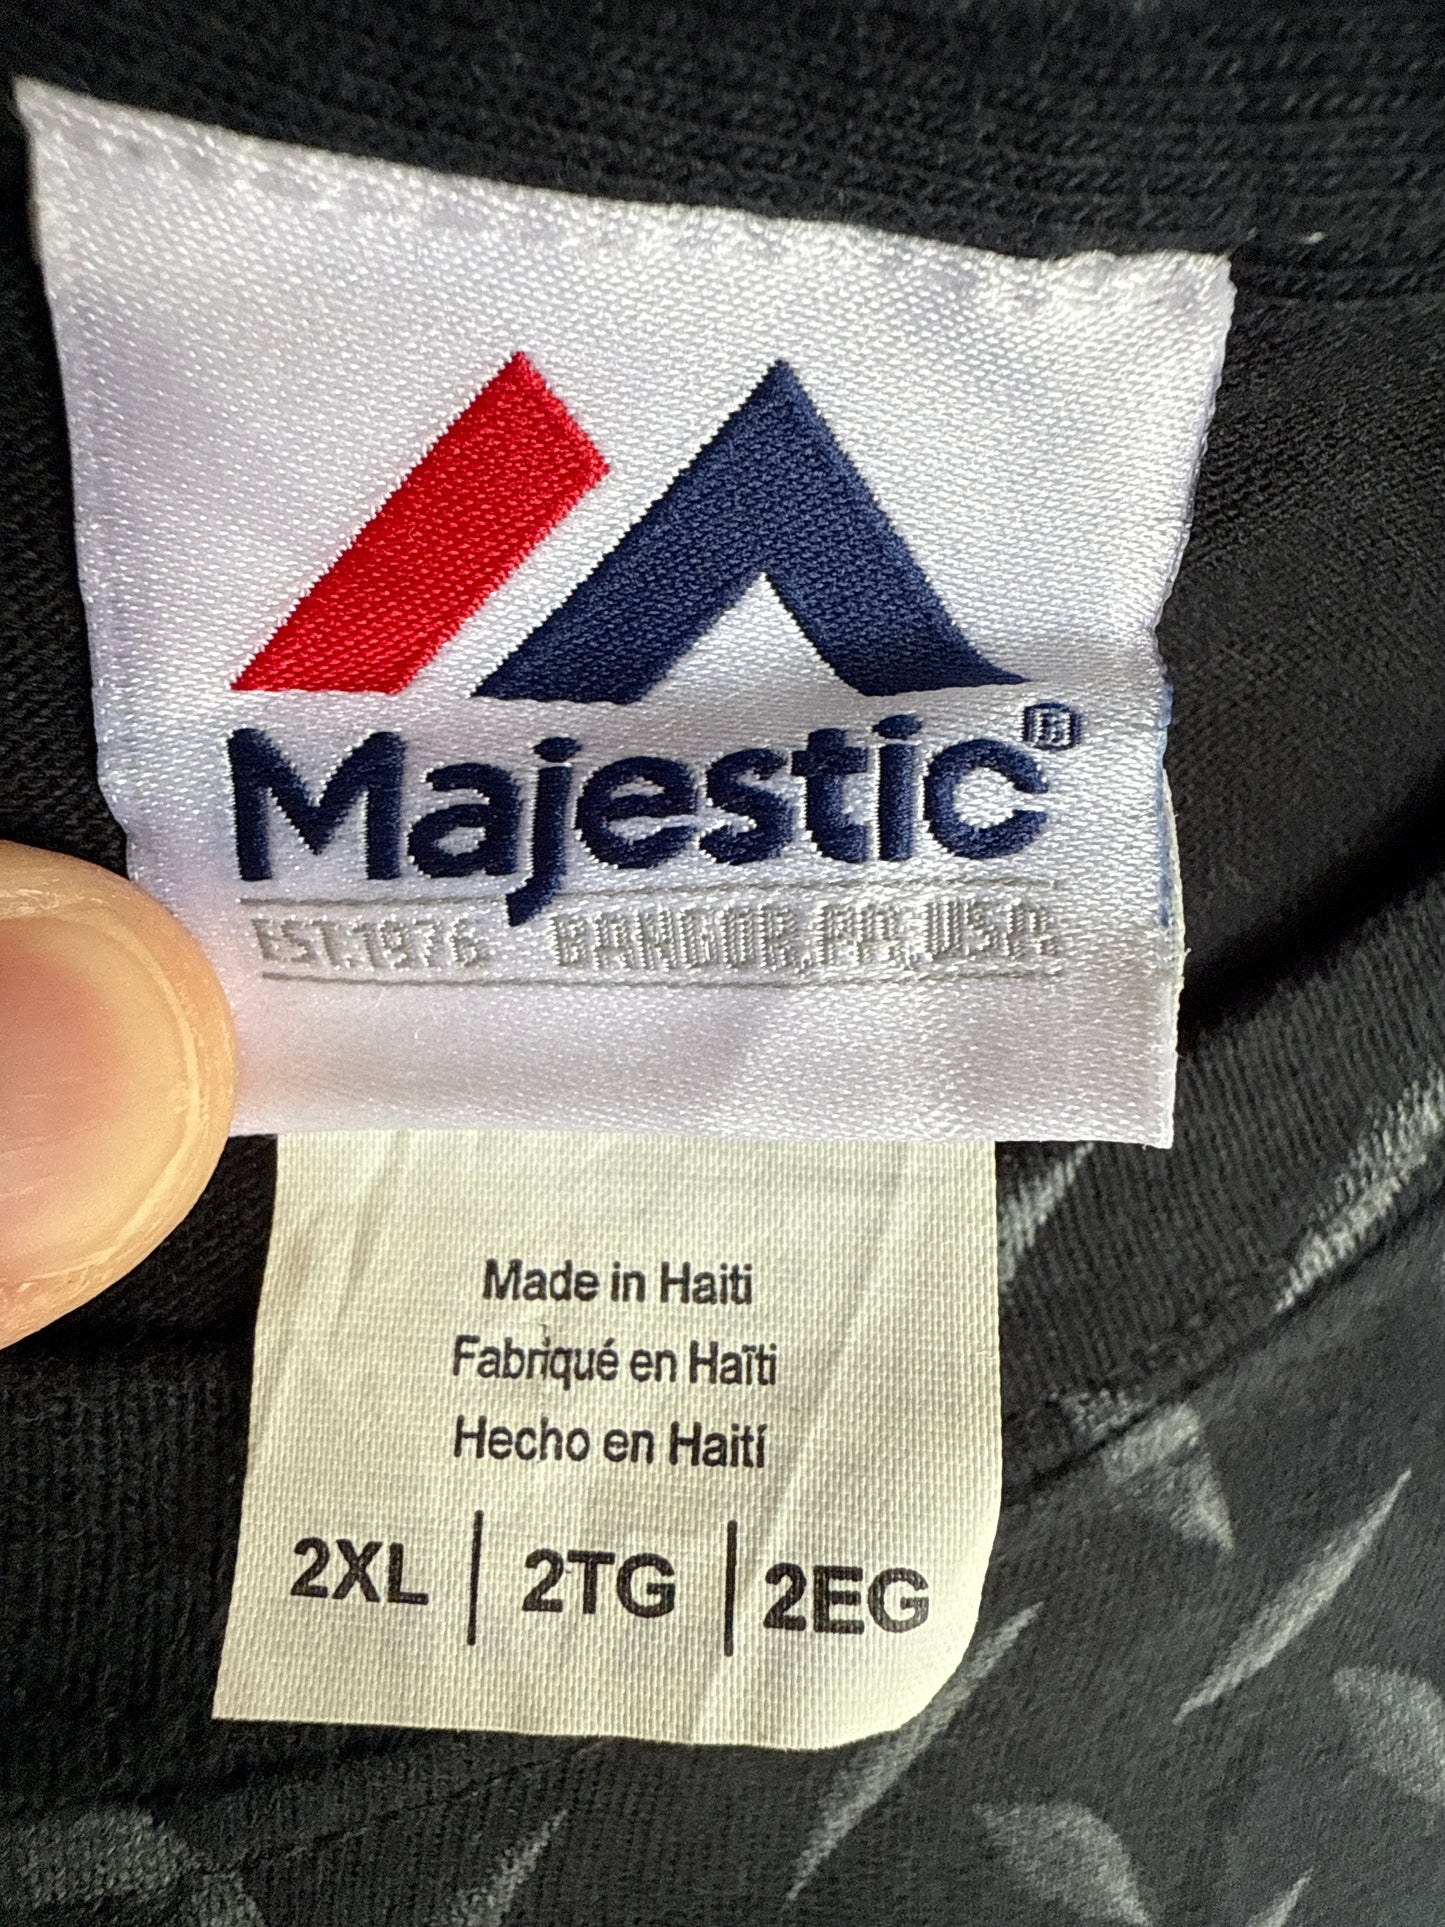 Majestic®
EST. 1976 BANGOR, PA, USA
Made in Haiti
Fabriqué en Haïti
Hecho en Haití
2XL | 2TG | 2EG